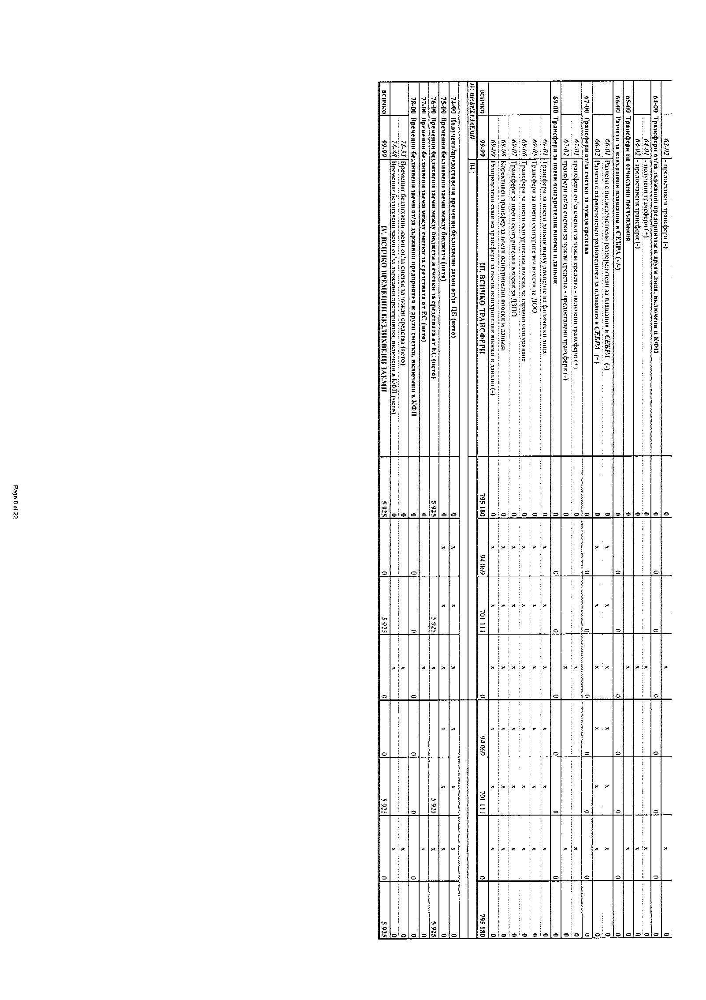 63-02 - предоставени трансфери (-) 0 x x 0
64-00 Трансфери от/за държавни предприятия и други лица, включени в КФП 0 0 0 0 0 0 0 0
64-01 - получени трансфери (+) 0 x x 0
64-02 - предоставени трансфери (-) 0 x x 0
65-00 Трансфери на отчислени постъпления 0 x x 0
66-00 Разчети за извършени плащания в СЕБРА (+/-) 0 0 0 0 0 0 0 0
66-01 Разчети с подведомствени разпоредители за плащания в СЕБРА (-) 0 x x x x x x 0
66-02 Разчети с първостепенен разпоредител за плащания в СЕБРА (+) 0 x x x x x x 0
67-00 Трансфери от/за сметки за чужди средства 0 0 0 0 0 0 0 0
67-01 трансфери от/за сметки за чужди средства - получени трансфери (+) 0 x x 0
67-02 трансфери от/за сметки за чужди средства - предоставени трансфери (-) 0 x x 0
69-00 Трансфери за поети осигурителни вноски и данъци 0 0 0 0 0 0 0 0
69-01 Трансфери за поети данъци върху доходите на физически лица 0 x x x x x x 0
69-05 Трансфери за поети осигурителни вноски за ДОО 0 x x x x x x 0
69-06 Трансфери за поети осигурителни вноски за здравно осигуряване 0 x x x x x x 0
69-07 Трансфери за поети осигурителни вноски за ДЗПО 0 x x x x x x 0
69-08 Корективен трансфер за поети осигурителни вноски и данъци 0 x x x x x x 0
69-09 Разпределени суми на трансфери за поети осигурителни вноски и данъци (-) 0 x x x x x x 0
ВСИЧКО 99-99 III. ВСИЧКО ТРАНСФЕРИ 795 180 94 069 701 111 0 94 069 701 111 0 795 180
IV. ВР.БЕЗЛ.ЗАЕМИ 04
74-00 Получени/предоставени временни безлихвени заеми от/за ЦБ (нето) 0 x x x x x x 0
75-00 Временни безлихвени заеми между бюджети (нето) 0 x x x x x x 0
76-00 Временни безлихвени заеми между бюджети и сметки за средствата от ЕС (нето) 5 925 5 925 x 5 925 x 5 925
77-00 Временни безлихвени заеми между сметки за средствата от ЕС (нето) 0 x x 0
78-00 Временни безлихвени заеми от/за държавни предприятия и други сметки, включени в КФП 0 0 0 0 0 0 0 0
78-33 Временни безлихвени заеми от/за сметки за чужди средства (нето) 0 x x 0
78-88 Временни безлихвени заеми от/за държавни предприятия, включени в КФП (нето) 0 x x 0
ВСИЧКО 99-99 IV. ВСИЧКО ВРЕМЕННИ БЕЗЛИХВЕНИ ЗАЕМИ 5 925 0 5 925 0 0 5 925 0 5 925
Page 8 of 22